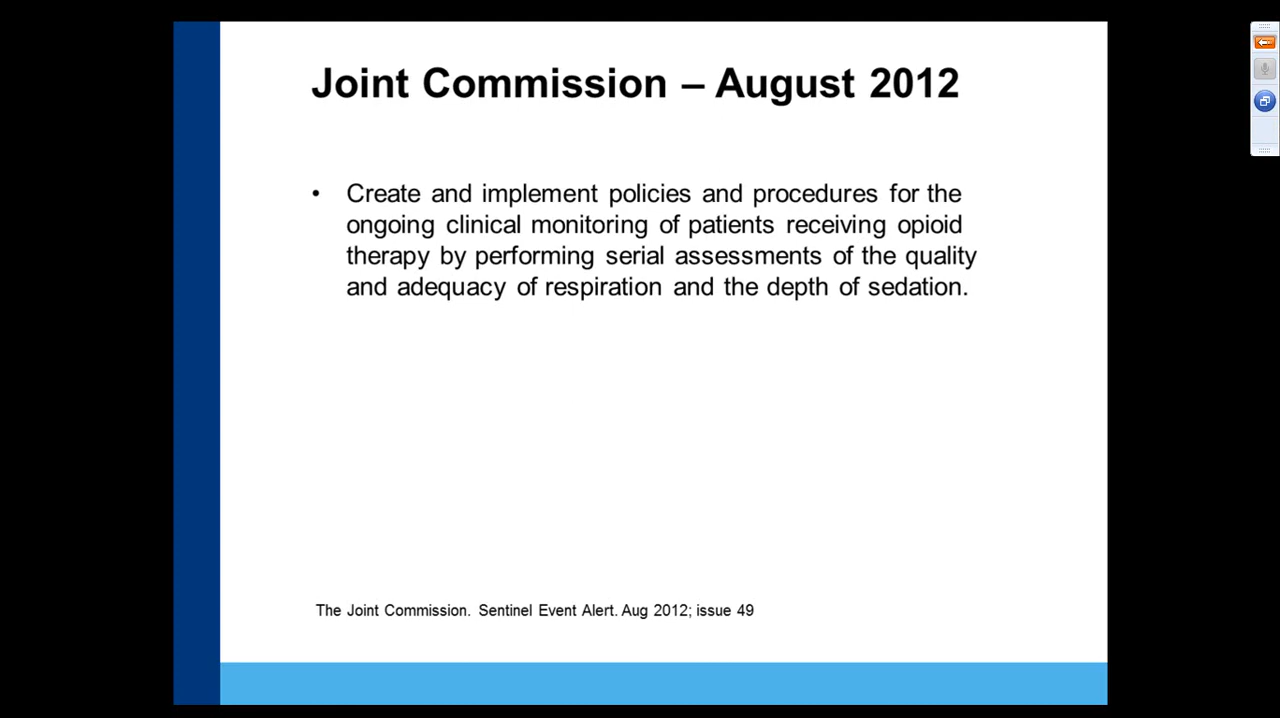 Joint Commission – August 2012
• Create and implement policies and procedures for the
ongoing clinical monitoring of patients receiving opioid
therapy by performing serial assessments of the quality
and adequacy of respiration and the depth of sedation.
The Joint Commission. Sentinel Event Alert. Aug 2012; issue 49